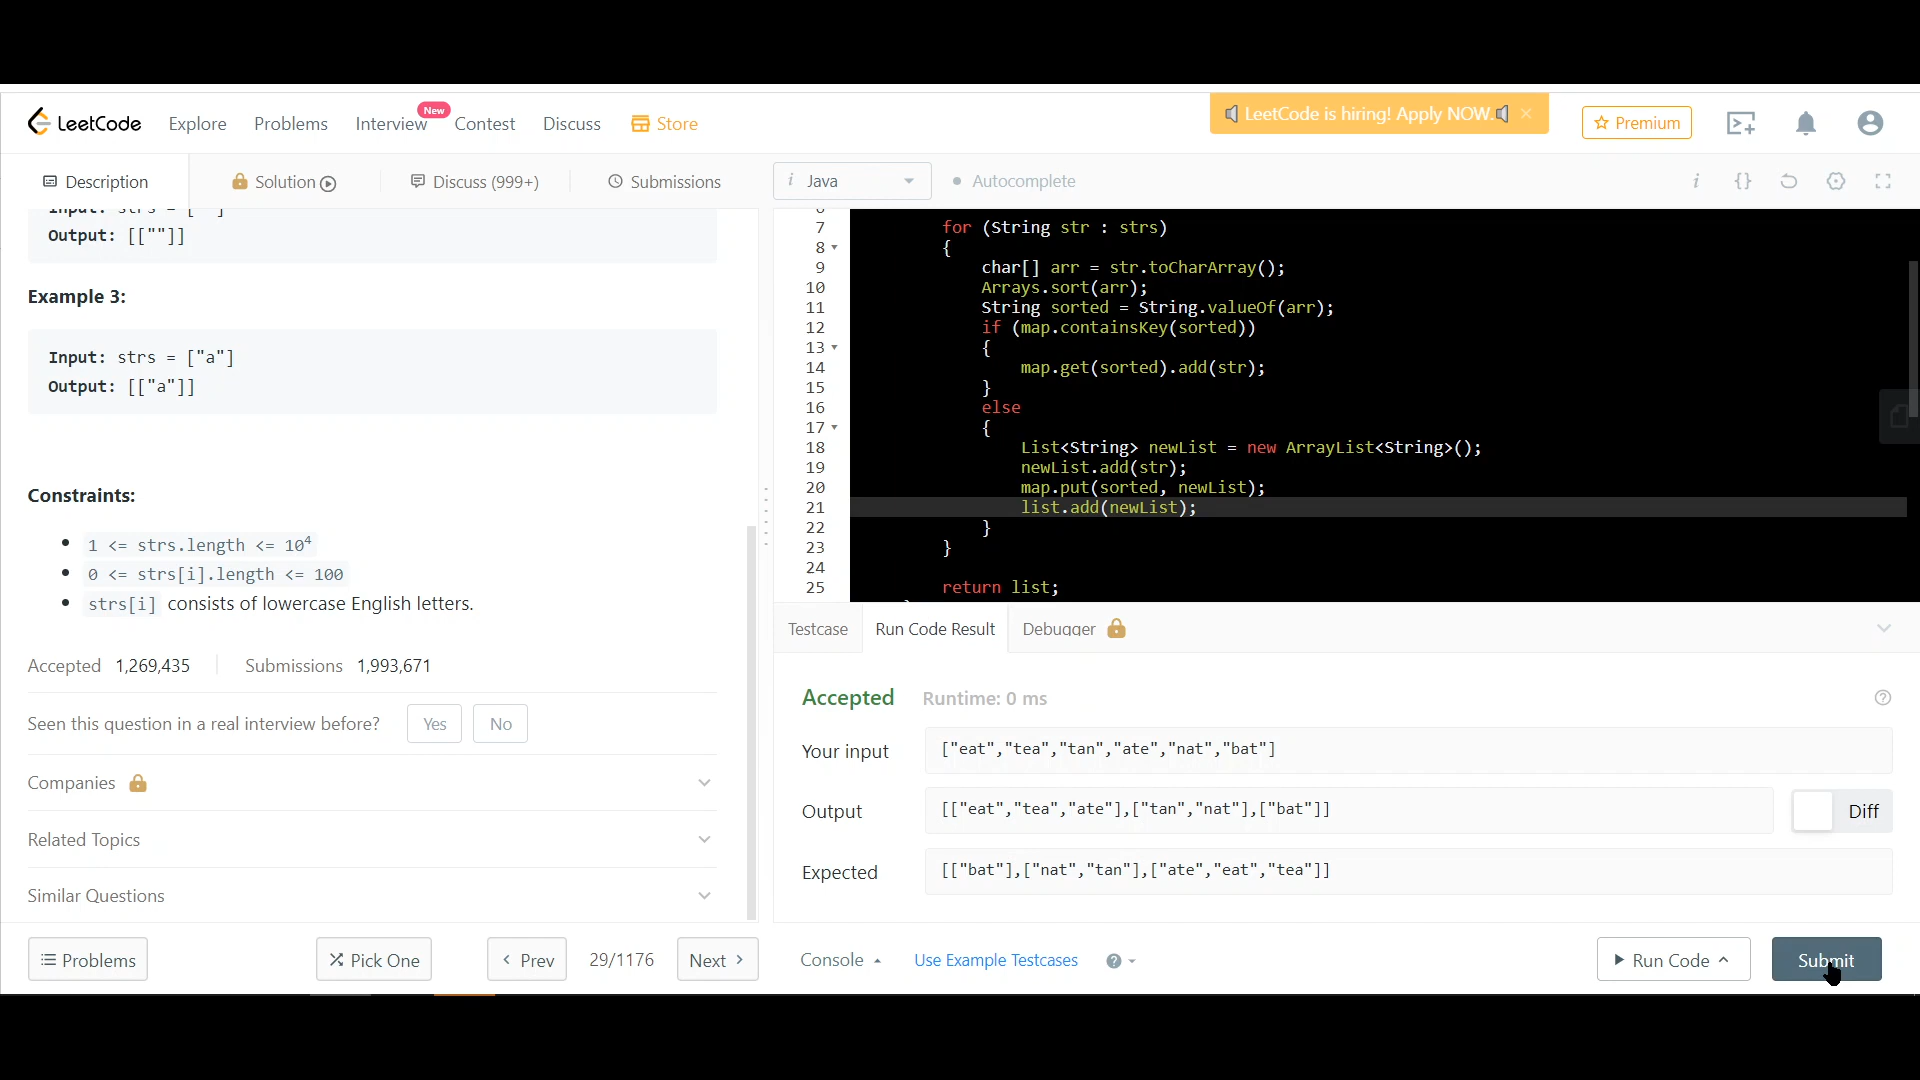 LeetCode
Explore
Problems
Interview
New
Contest
Discuss
Store
LeetCode is hiring! Apply NOW.
Premium
Description
Solution
Discuss (999+)
Submissions
i Java
Autocomplete
i {}
Output: [[""]]
Example 3:
Input: strs = ["a"]
Output: [["a"]]
Constraints:
1 <= strs.length <= 10⁴
0 <= strs[i].length <= 100
strs[i] consists of lowercase English letters.
Accepted 1,269,435 Submissions 1,993,671
Seen this question in a real interview before? Yes No
Companies
Related Topics
Similar Questions
Problems
Pick One
< Prev
29/1176
Next >
7 for (String str : strs)
8 {
9 char[] arr = str.toCharArray();
10 Arrays.sort(arr);
11 String sorted = String.valueOf(arr);
12 if (map.containsKey(sorted))
13 {
14 map.get(sorted).add(str);
15 }
16 else
17 {
18 List<String> newList = new ArrayList<String>();
19 newList.add(str);
20 map.put(sorted, newList);
21 list.add(newList);
22 }
23 }
24
25 return list;
Testcase
Run Code Result
Debugger
Accepted Runtime: 0 ms
Your input ["eat","tea","tan","ate","nat","bat"]
Output [["eat","tea","ate"],["tan","nat"],["bat"]]
Diff
Expected [["bat"],["nat","tan"],["ate","eat","tea"]]
Console
Use Example Testcases
Run Code
Submit